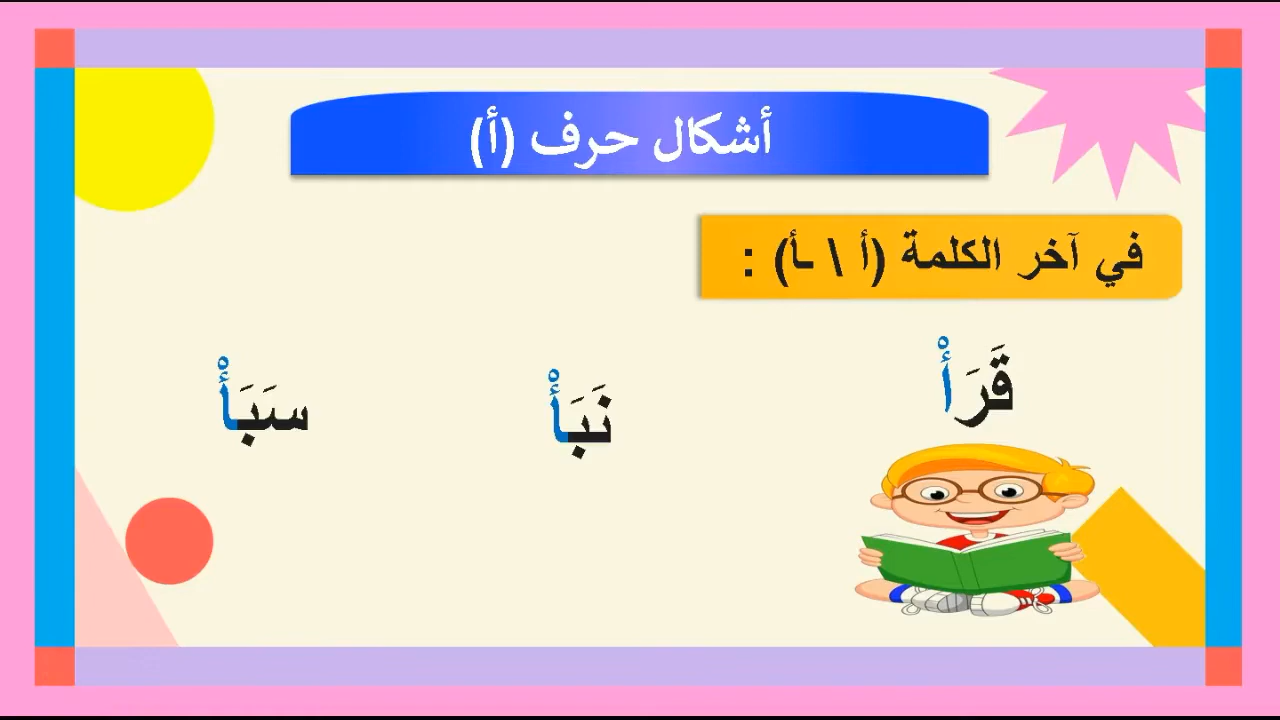 أشكال حرف (أ)
في آخر الكلمة (أ \ ـأ) :
قَرَأْ نَبَأْ سَبَأْ